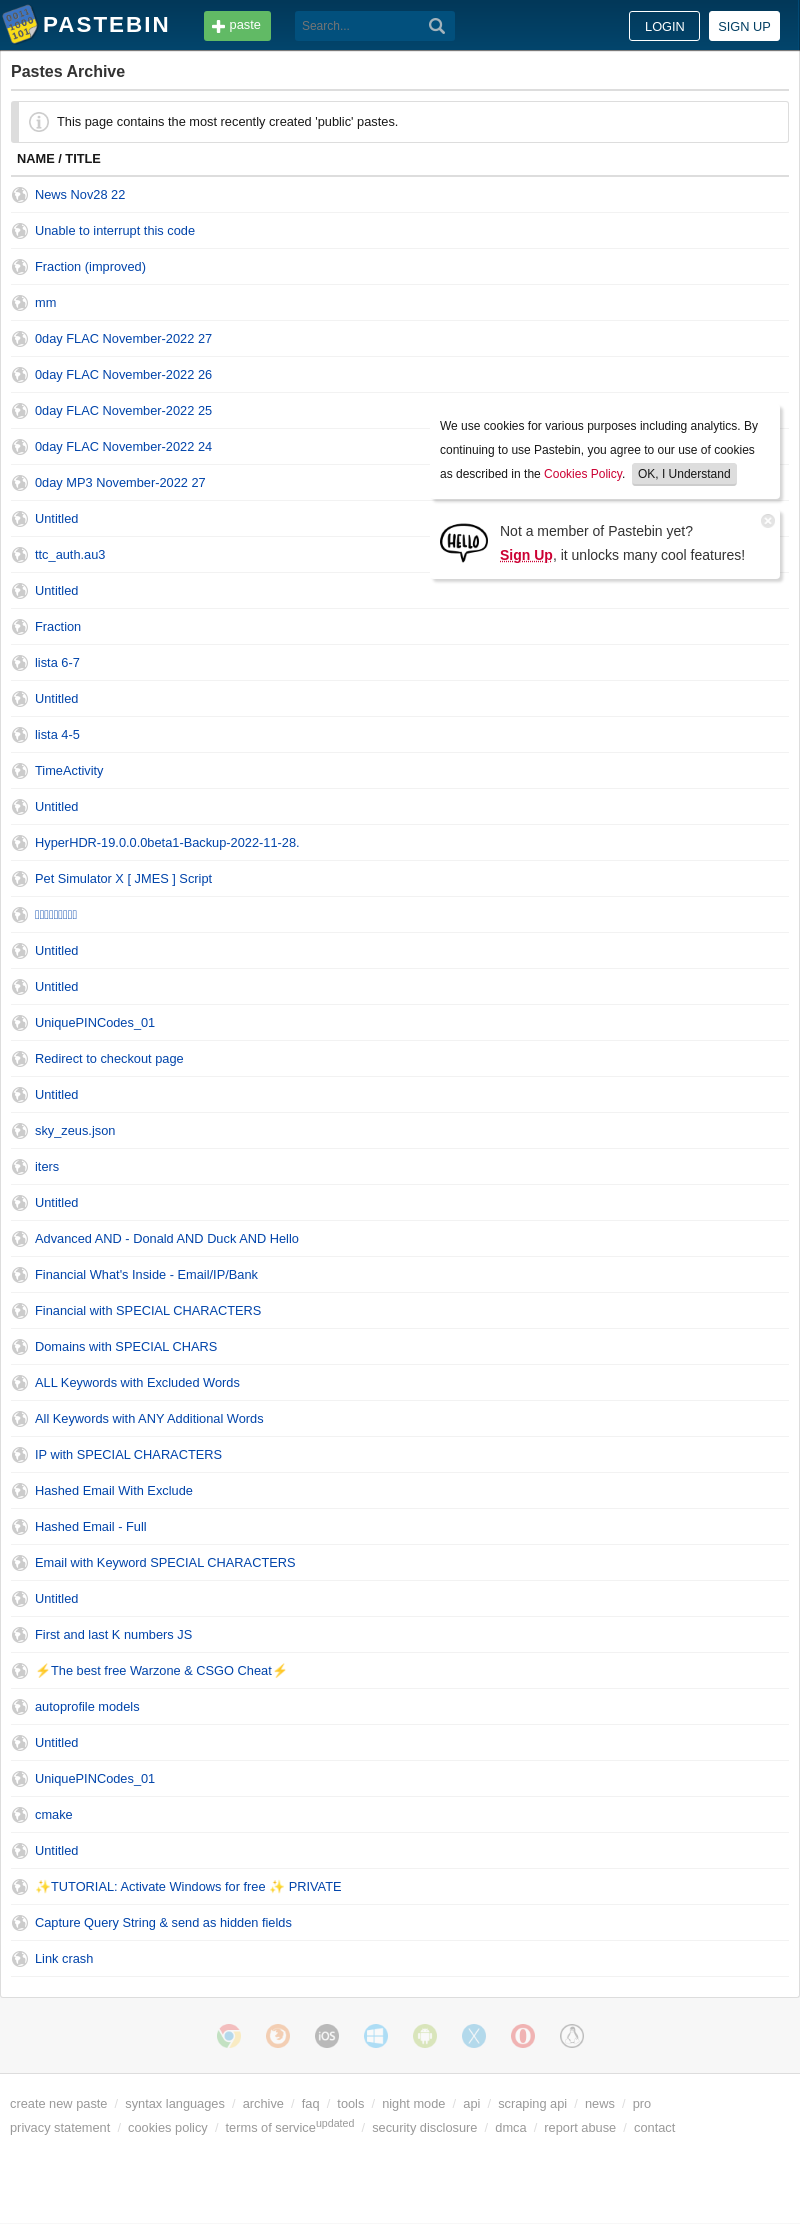 PASTEBIN
paste
Search...
LOGIN
SIGN UP
Pastes Archive
This page contains the most recently created 'public' pastes.
NAME / TITLE
News Nov28 22
Unable to interrupt this code
Fraction (improved)
mm
0day FLAC November-2022 27
0day FLAC November-2022 26
0day FLAC November-2022 25
0day FLAC November-2022 24
0day MP3 November-2022 27
We use cookies for various purposes including analytics. By
continuing to use Pastebin, you agree to our use of cookies
as described in the Cookies Policy. OK, I Understand
Untitled
ttc_auth.au3
HELLO
Not a member of Pastebin yet?
Sign Up, it unlocks many cool features!
Untitled
Fraction
lista 6-7
Untitled
lista 4-5
TimeActivity
Untitled
HyperHDR-19.0.0.0beta1-Backup-2022-11-28.
Pet Simulator X [ JMES ] Script
Untitled
Untitled
UniquePINCodes_01
Redirect to checkout page
Untitled
sky_zeus.json
iters
Untitled
Advanced AND - Donald AND Duck AND Hello
Financial What's Inside - Email/IP/Bank
Financial with SPECIAL CHARACTERS
Domains with SPECIAL CHARS
ALL Keywords with Excluded Words
All Keywords with ANY Additional Words
IP with SPECIAL CHARACTERS
Hashed Email With Exclude
Hashed Email - Full
Email with Keyword SPECIAL CHARACTERS
Untitled
First and last K numbers JS
⚡The best free Warzone & CSGO Cheat⚡
autoprofile models
Untitled
UniquePINCodes_01
cmake
Untitled
✨TUTORIAL: Activate Windows for free ✨ PRIVATE
Capture Query String & send as hidden fields
Link crash
iOS
create new paste / syntax languages / archive / faq / tools / night mode / api / scraping api / news / pro
privacy statement / cookies policy / terms of service updated / security disclosure / dmca / report abuse / contact